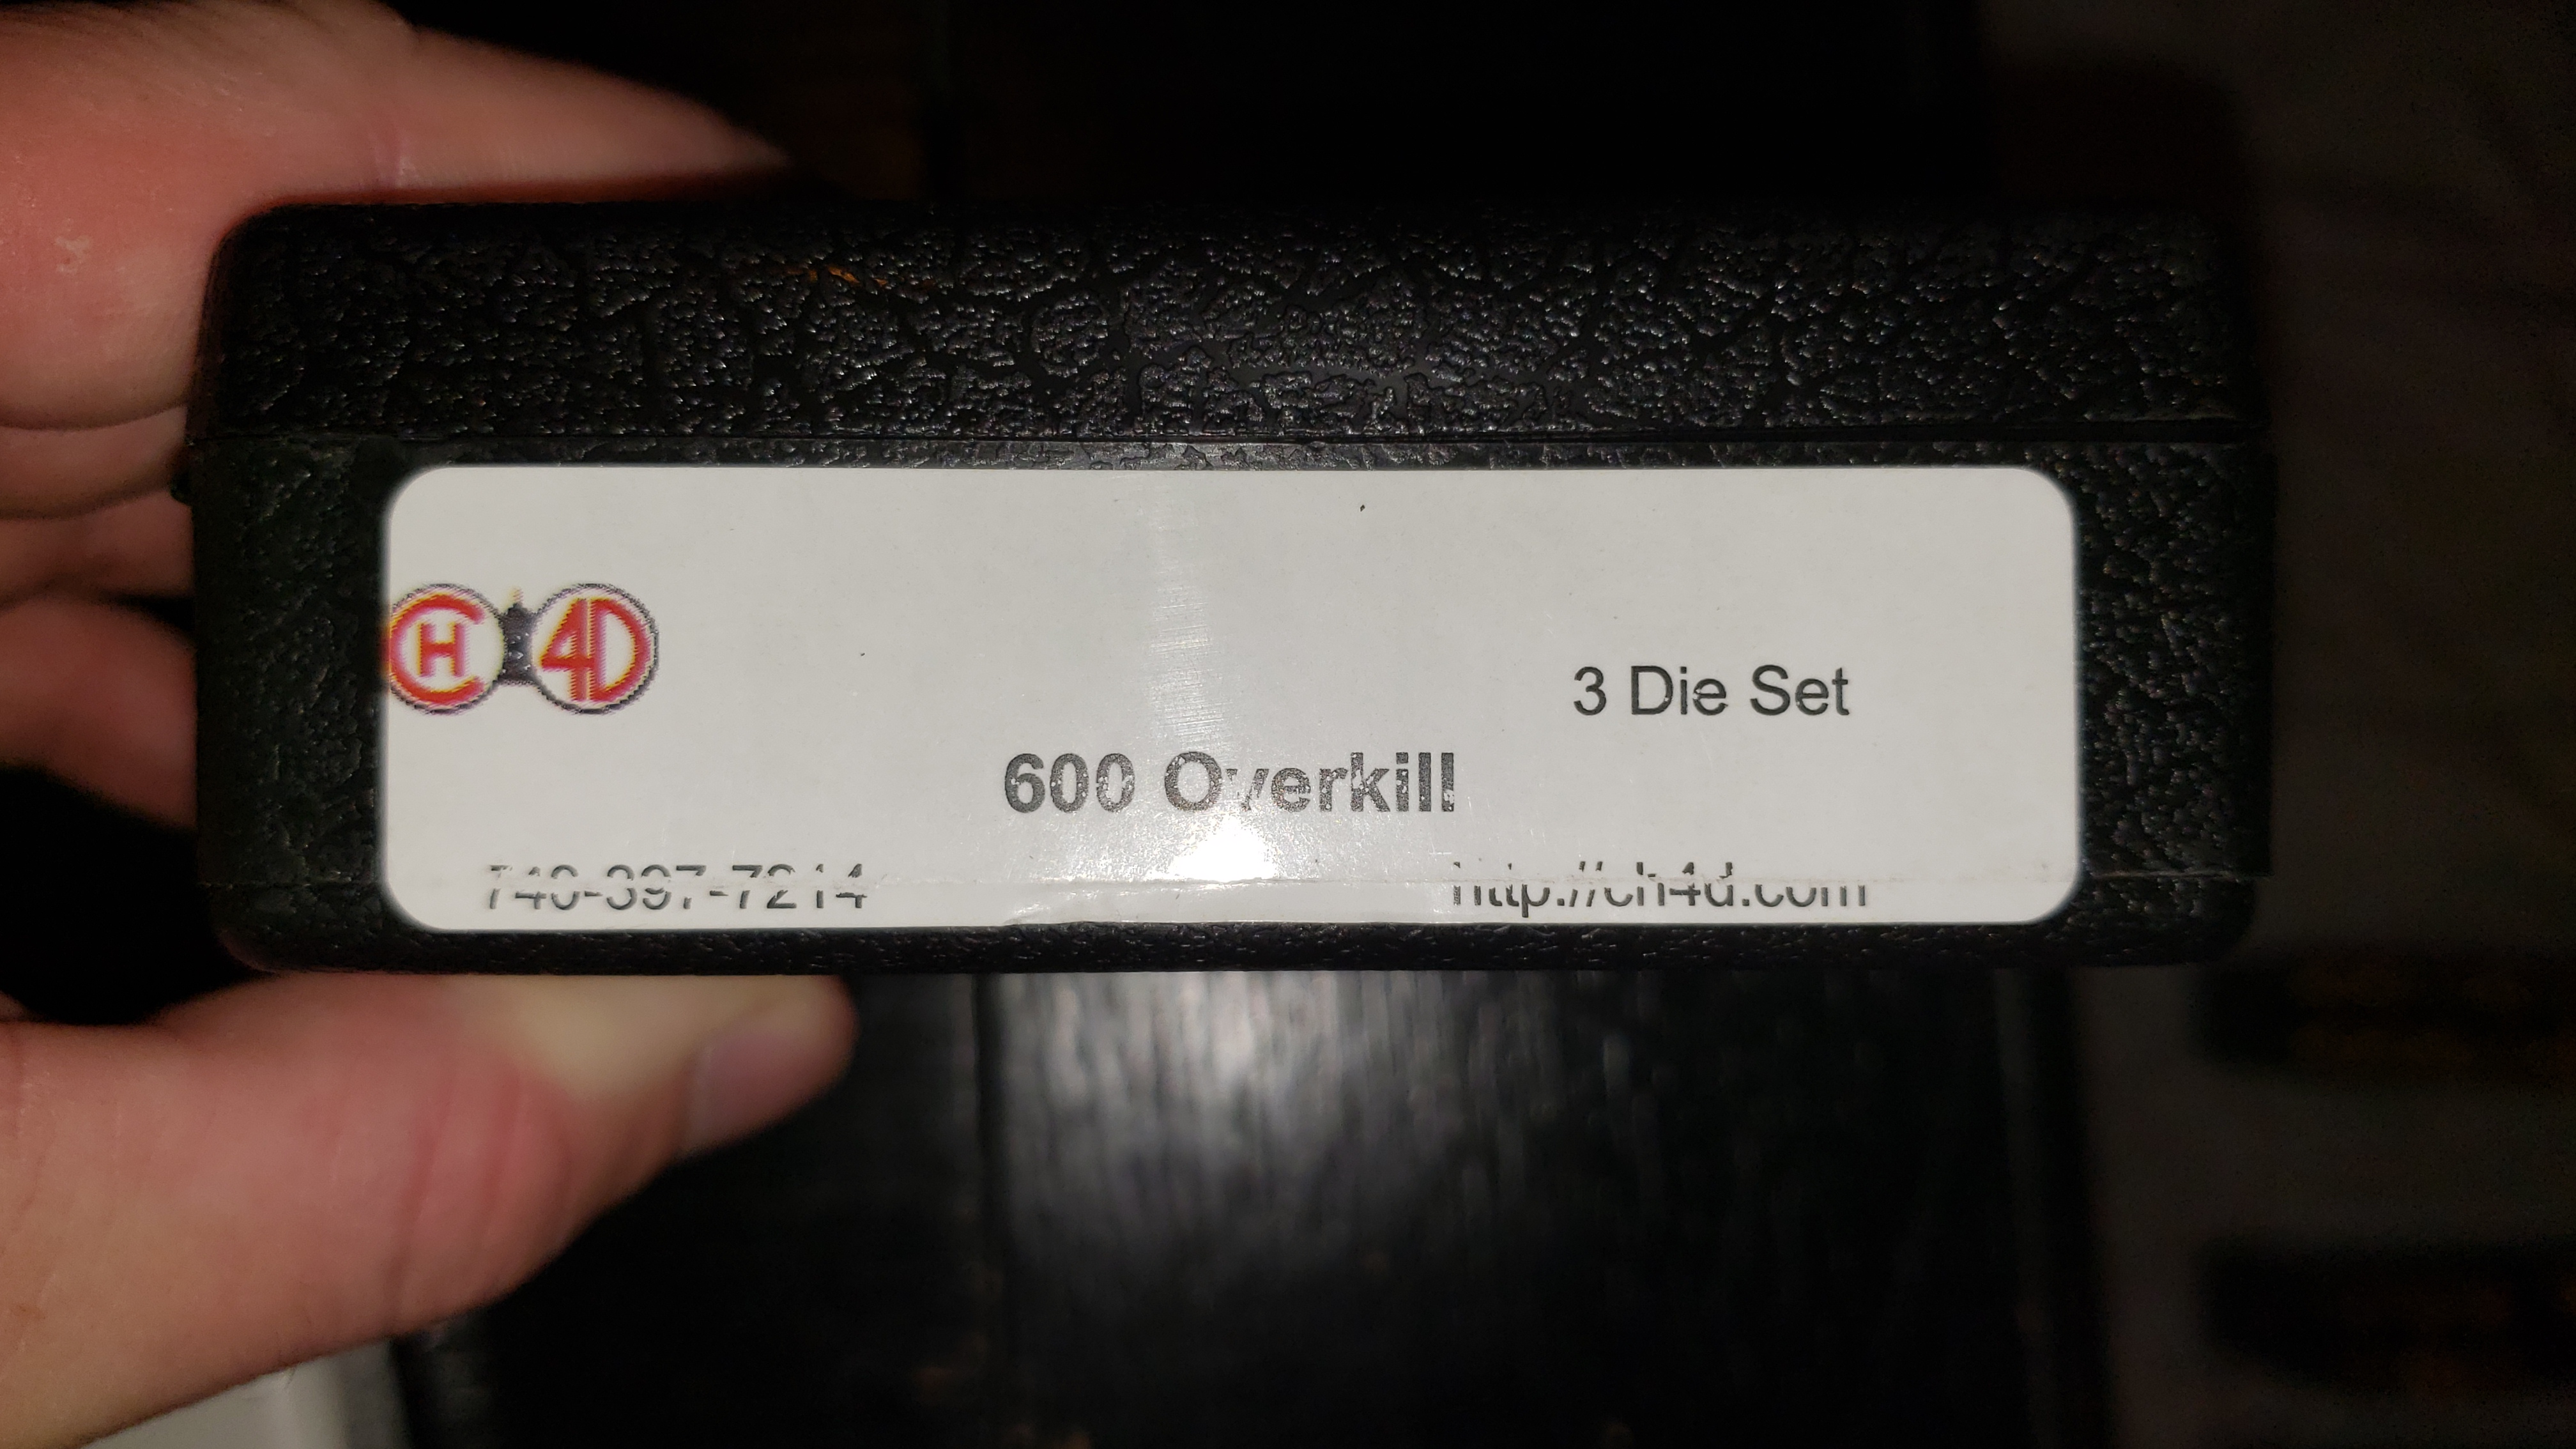 CH 4D
3 Die Set
600 Overkill
740-397-7214 http://ch4d.com